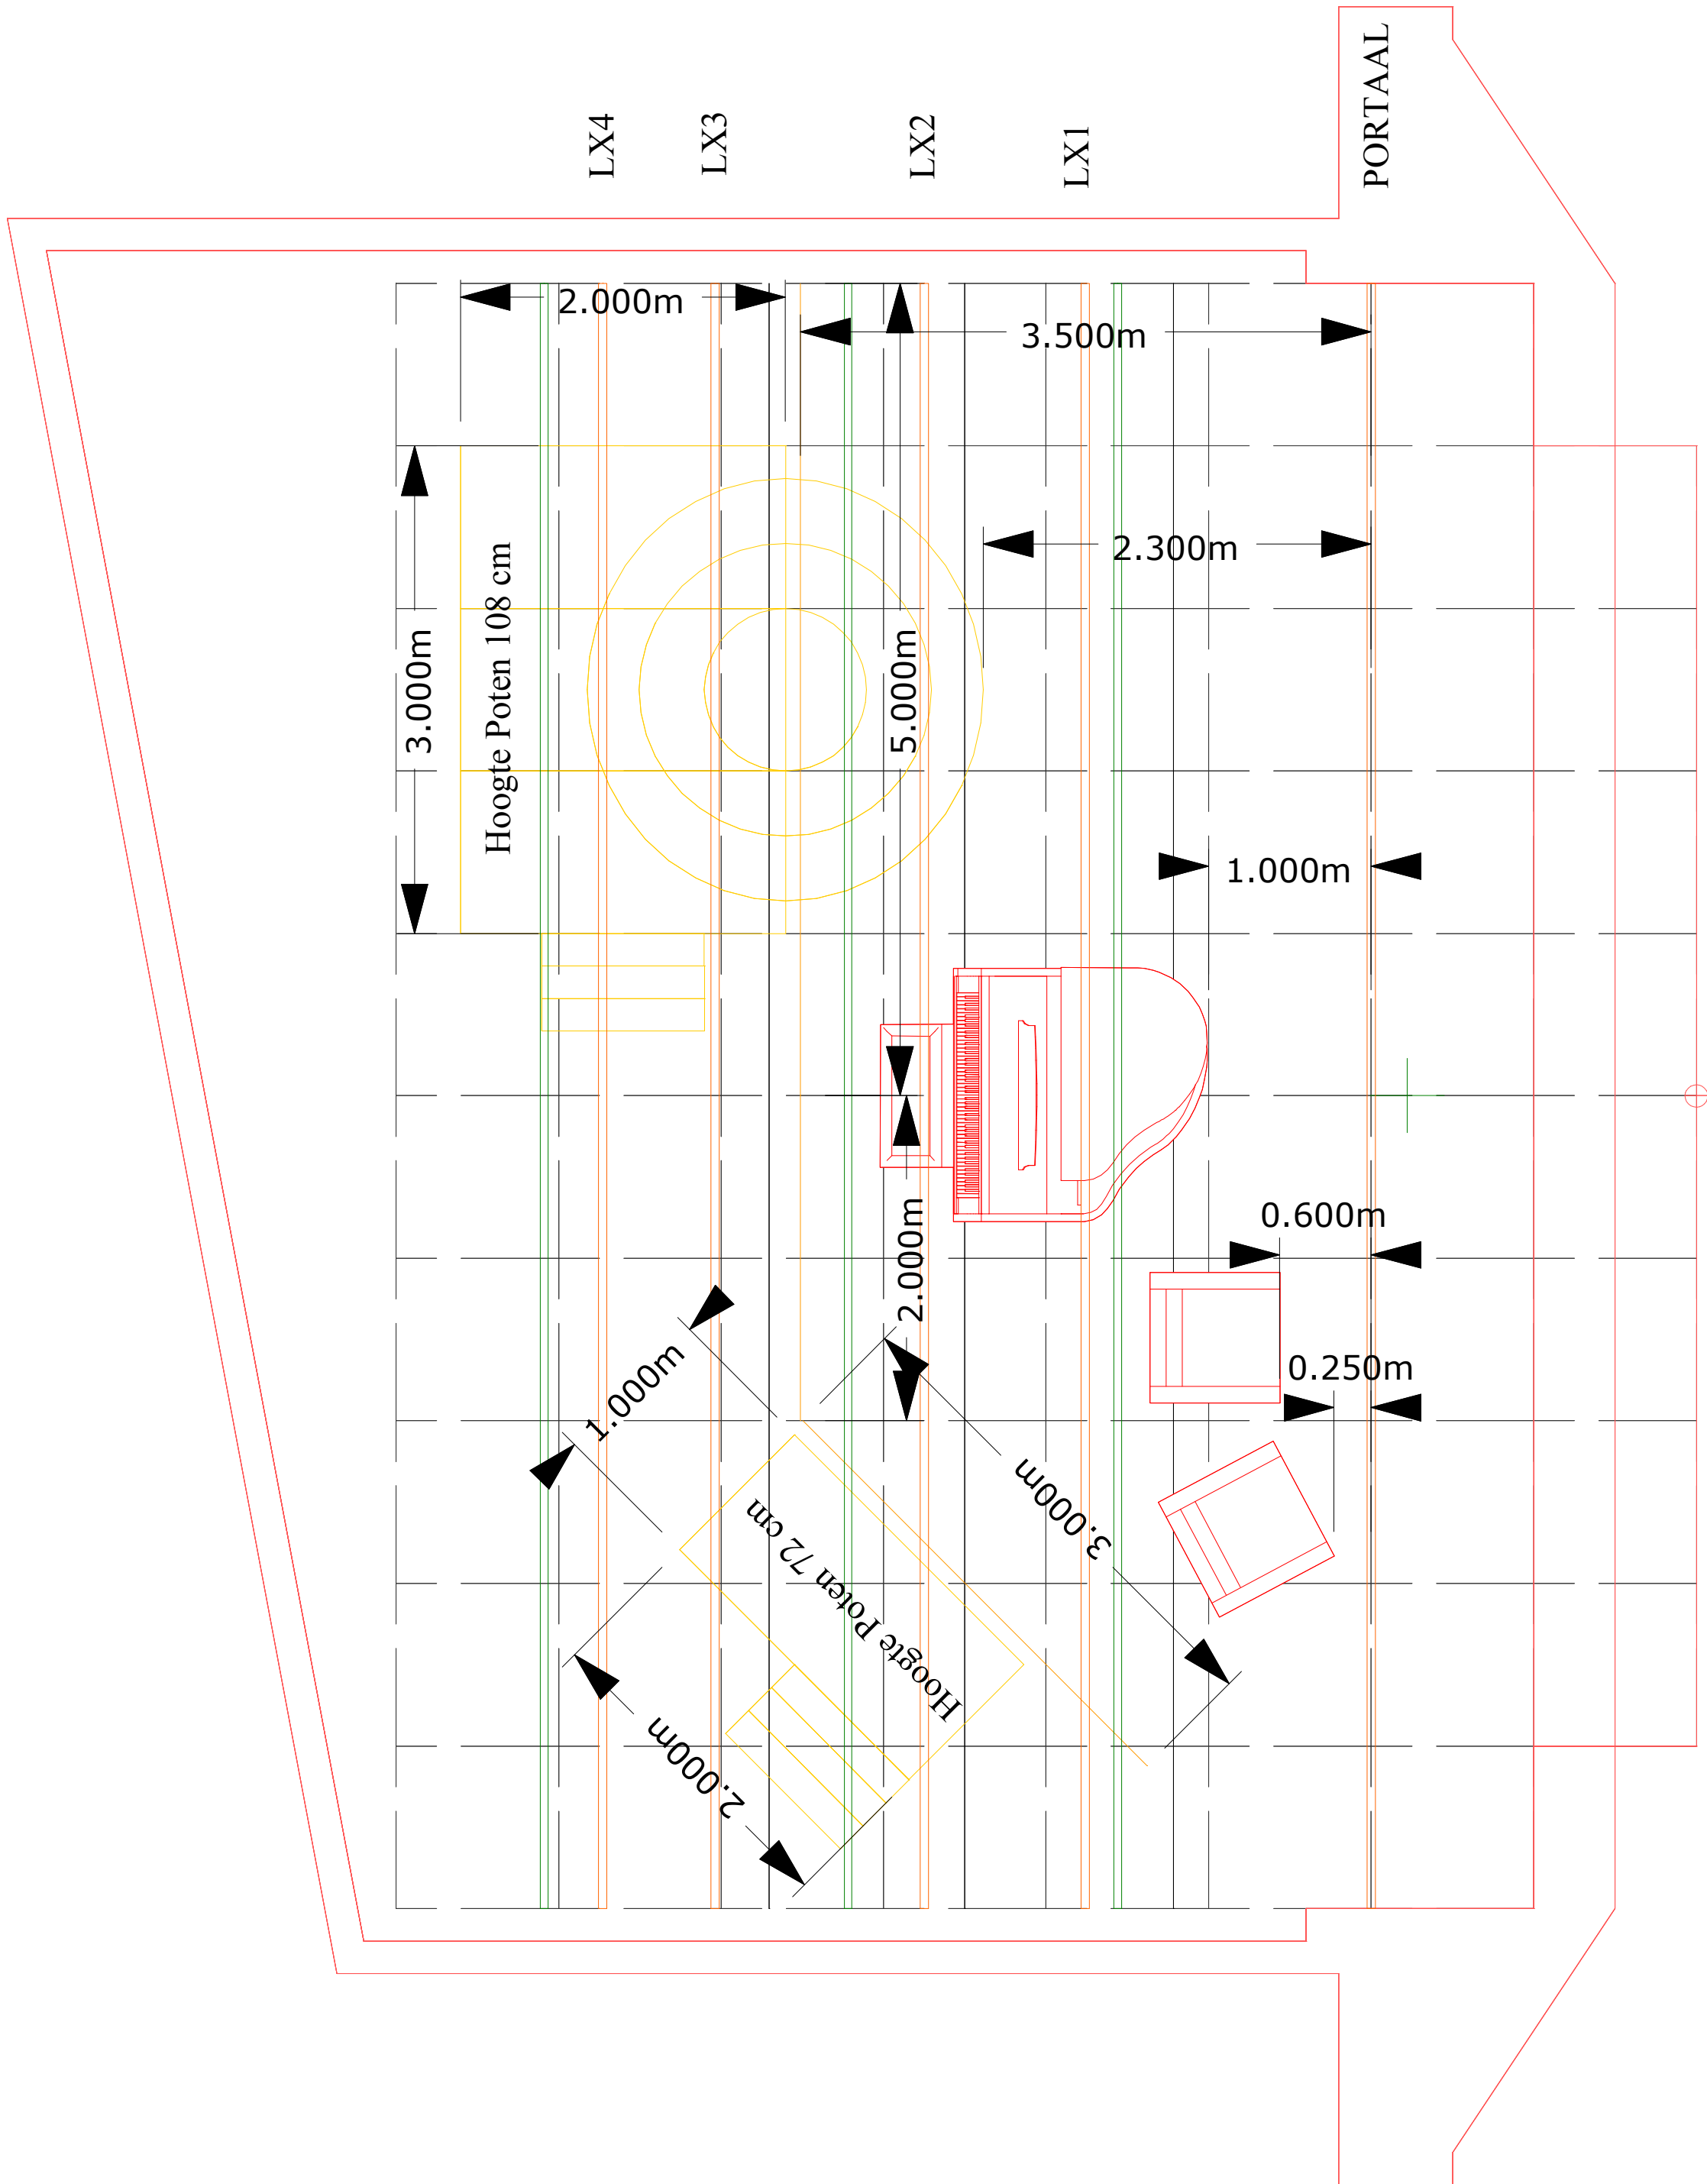 LX4
LX3
LX2
LX1
PORTAAL
2.000m
3.500m
2.300m
3.000m
Hoogte Poten 108 cm
5.000m
1.000m
2.000m
0.600m
0.250m
1.000m
3.000m
Hoogte Poten 72 cm
2.000m